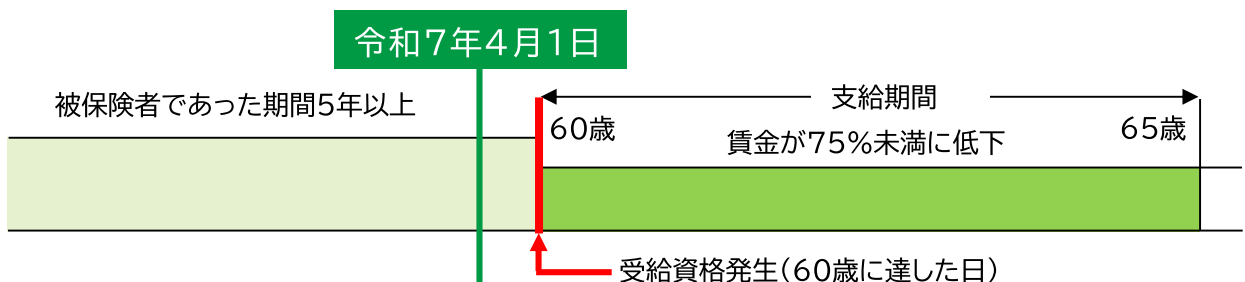 令和７年４月１日
被保険者であった期間５年以上
支給期間
60歳
65歳
賃金が75％未満に低下
受給資格発生（60歳に達した日）